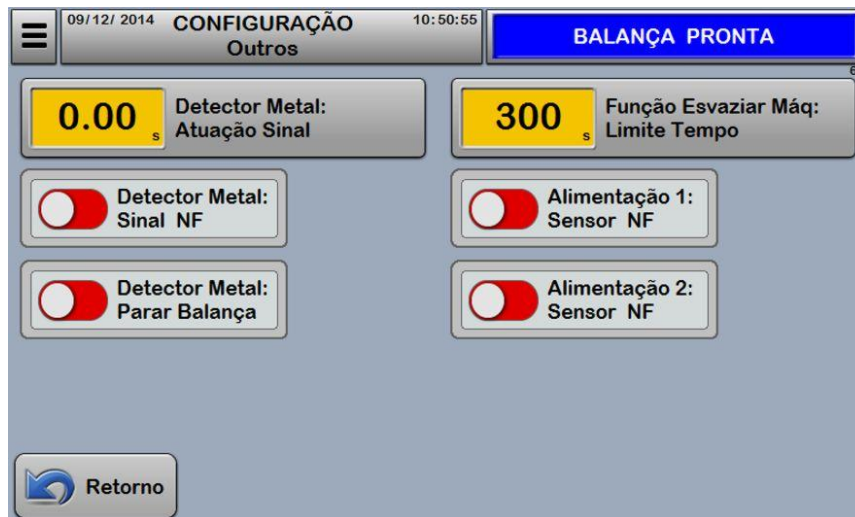 09/12/ 2014
CONFIGURAÇÃO
10:50:55
Outros
BALANÇA PRONTA
6
0.00 s
Detector Metal:
Atuação Sinal
300 s
Função Esvaziar Máq:
Limite Tempo
Detector Metal:
Sinal NF
Alimentação 1:
Sensor NF
Detector Metal:
Parar Balança
Alimentação 2:
Sensor NF
Retorno